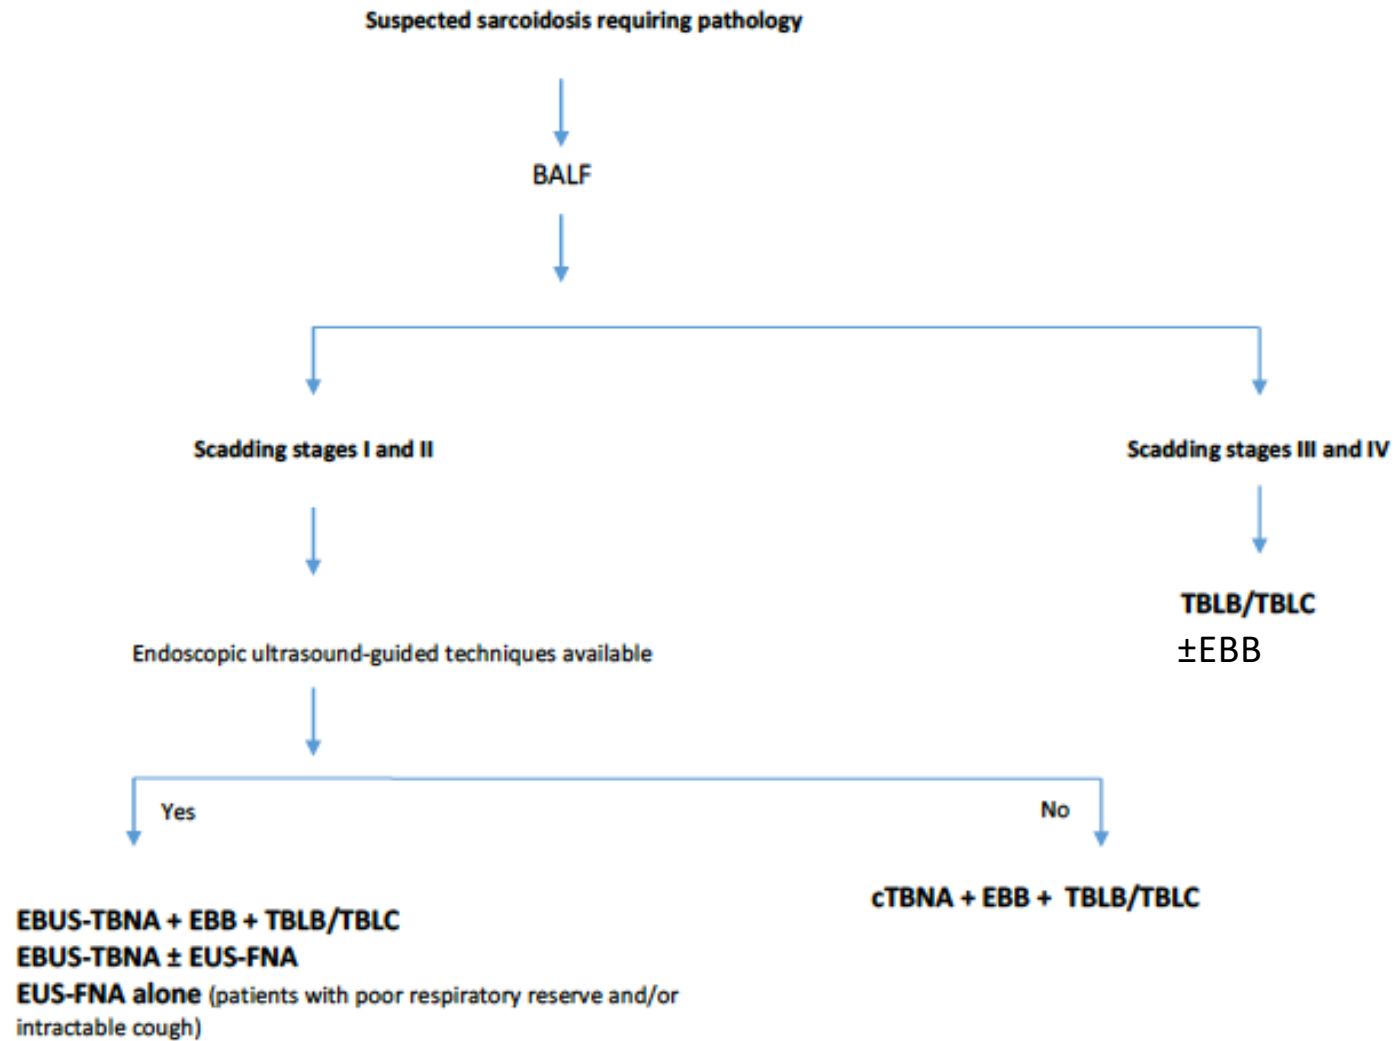 Suspected sarcoidosis requiring pathology
BALF
Scadding stages I and II
Scadding stages III and IV
TBLB/TBLC
±EBB
Endoscopic ultrasound-guided techniques available
Yes
No
cTBNA + EBB + TBLB/TBLC
EBUS-TBNA + EBB + TBLB/TBLC
EBUS-TBNA ± EUS-FNA
EUS-FNA alone (patients with poor respiratory reserve and/or
intractable cough)